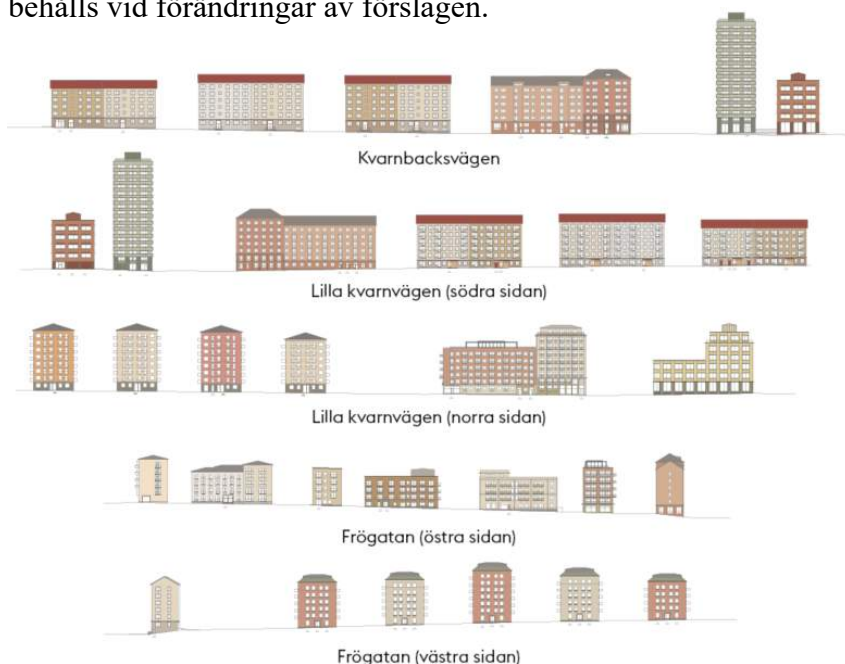 behålls vid förändringar av förslagen.
Kvarnbacksvägen
Lilla kvarnvägen (södra sidan)
Lilla kvarnvägen (norra sidan)
Frögatan (östra sidan)
Frögatan (västra sidan)